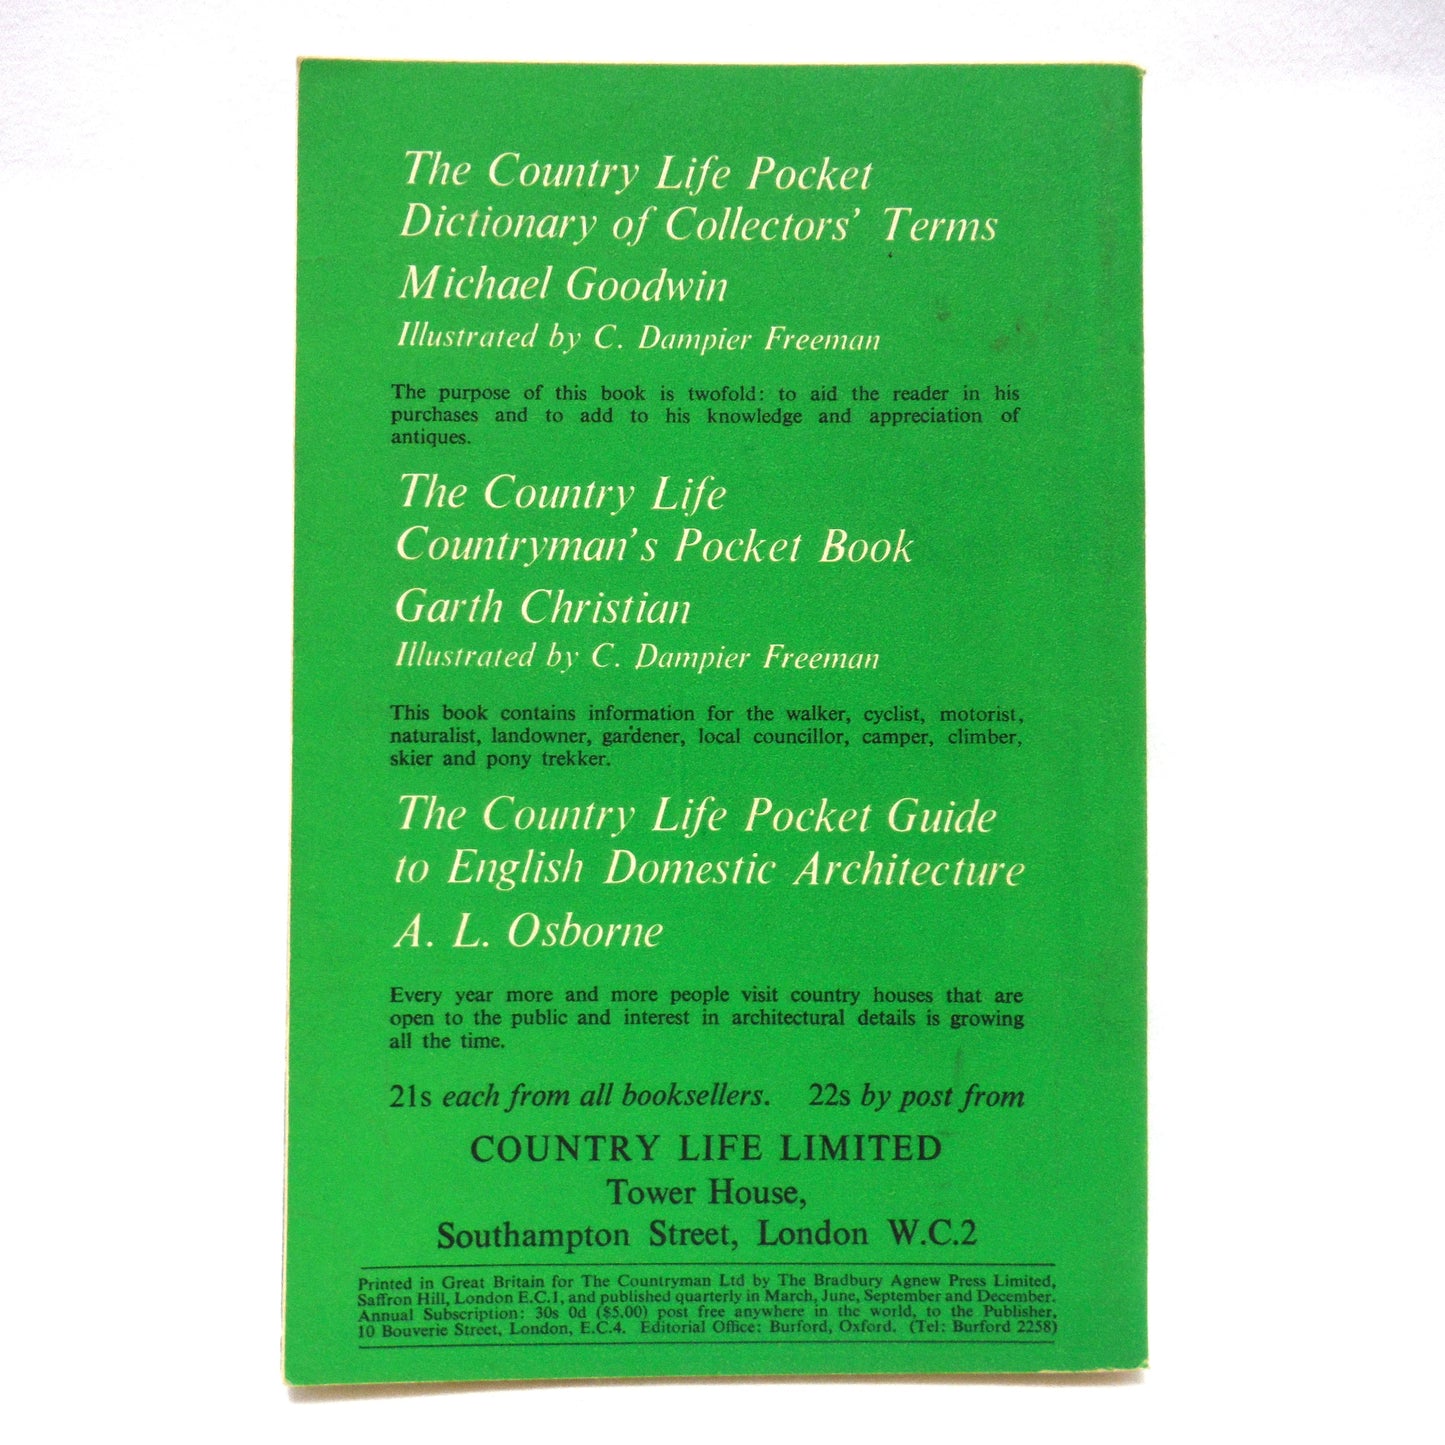 The Country Life Pocket
Dictionary of Collectors' Terms
Michael Goodwin
Illustrated by C. Dampier Freeman
The purpose of this book is twofold: to aid the reader in his
purchases and to add to his knowledge and appreciation of
antiques.
The Country Life
Countryman's Pocket Book
Garth Christian
Illustrated by C. Dampier Freeman
This book contains information for the walker, cyclist, motorist,
naturalist, landowner, gardener, local councillor, camper, climber,
skier and pony trekker.
The Country Life Pocket Guide
to English Domestic Architecture
A. L. Osborne
Every year more and more people visit country houses that are
open to the public and interest in architectural details is growing
all the time.
21s each from all booksellers. 22s by post from
COUNTRY LIFE LIMITED
Tower House,
Southampton Street, London W.C.2
Printed in Great Britain for The Countryman Ltd by The Bradbury Agnew Press Limited,
Saffron Hill, London E.C.1, and published quarterly in March, June, September and December.
Annual Subscription: 30s 0d ($5.00) post free anywhere in the world, to the Publisher,
10 Bouverie Street, London, E.C.4. Editorial Office: Burford, Oxford. (Tel: Burford 2258)